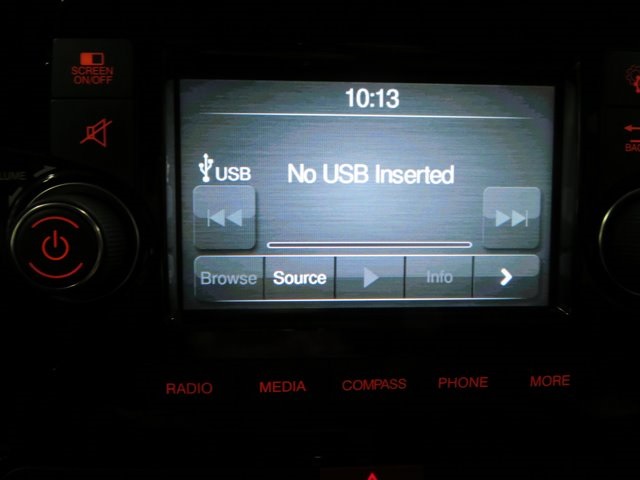 SCREEN
ON/OFF
10:13
USB
No USB Inserted
Browse Source Info
RADIO MEDIA COMPASS PHONE MORE